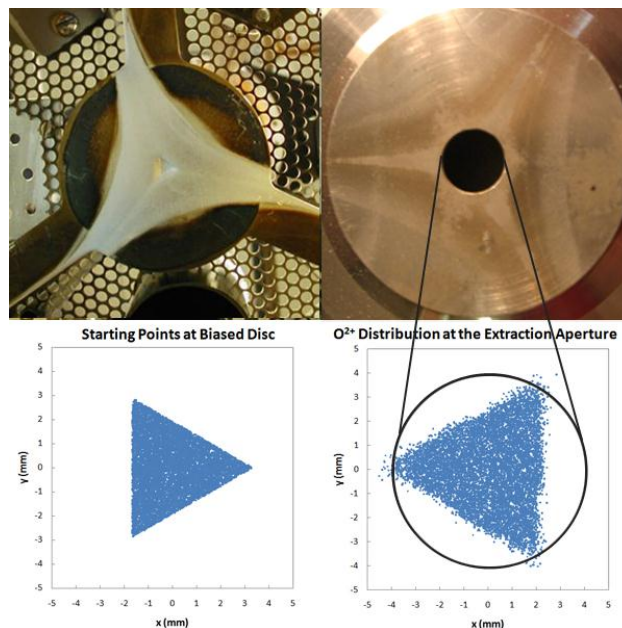 Starting Points at Biased Disc
5
4
3
2
1
0
-1
-2
-3
-4
-5
y (mm)
-5 -4 -3 -2 -1 0 1 2 3 4 5
x (mm)
O²⁺ Distribution at the Extraction Aperture
5
4
3
2
1
0
-1
-2
-3
-4
-5
y (mm)
-5 -4 -3 -2 -1 0 1 2 3 4 5
x (mm)